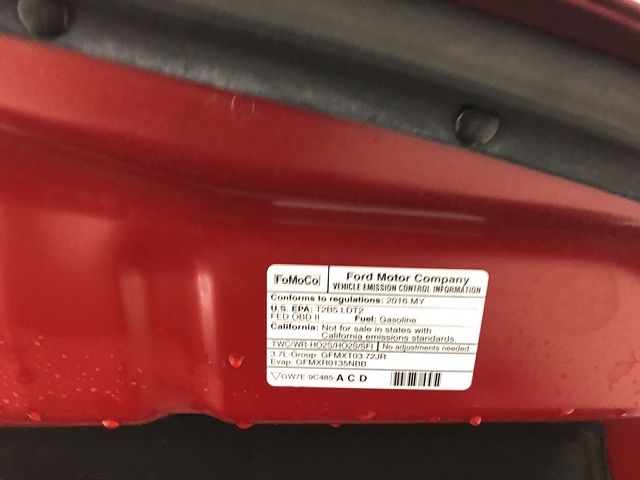 FoMoCo
Ford Motor Company
VEHICLE EMISSION CONTROL INFORMATION
Conforms to regulations: 2016 MY
U.S. EPA: T2B5 LDT2
FED OBD II Fuel: Gasoline
California: Not for sale in states with
California emissions standards.
TWC/WR-HO2S/HO2S/SFI No adjustments needed.
3.7L-Group: GFMXT03.72JR
Evap: GFMXR0135NBB
GW7E-9C485-A C D